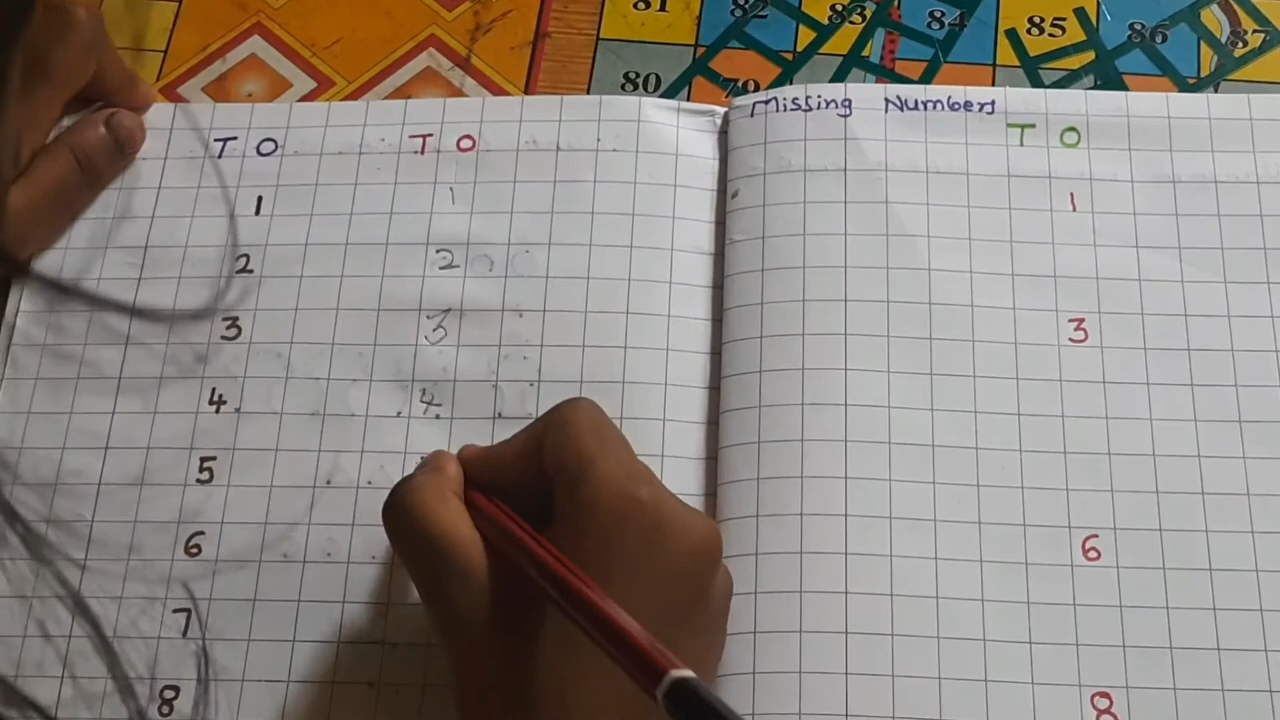 81 82 83 84 85 86 87
80 79
Missing Numbers
T O T O T O
1 1 1
2 2
3 3 3
4. 4
5
6 6
7
8 8